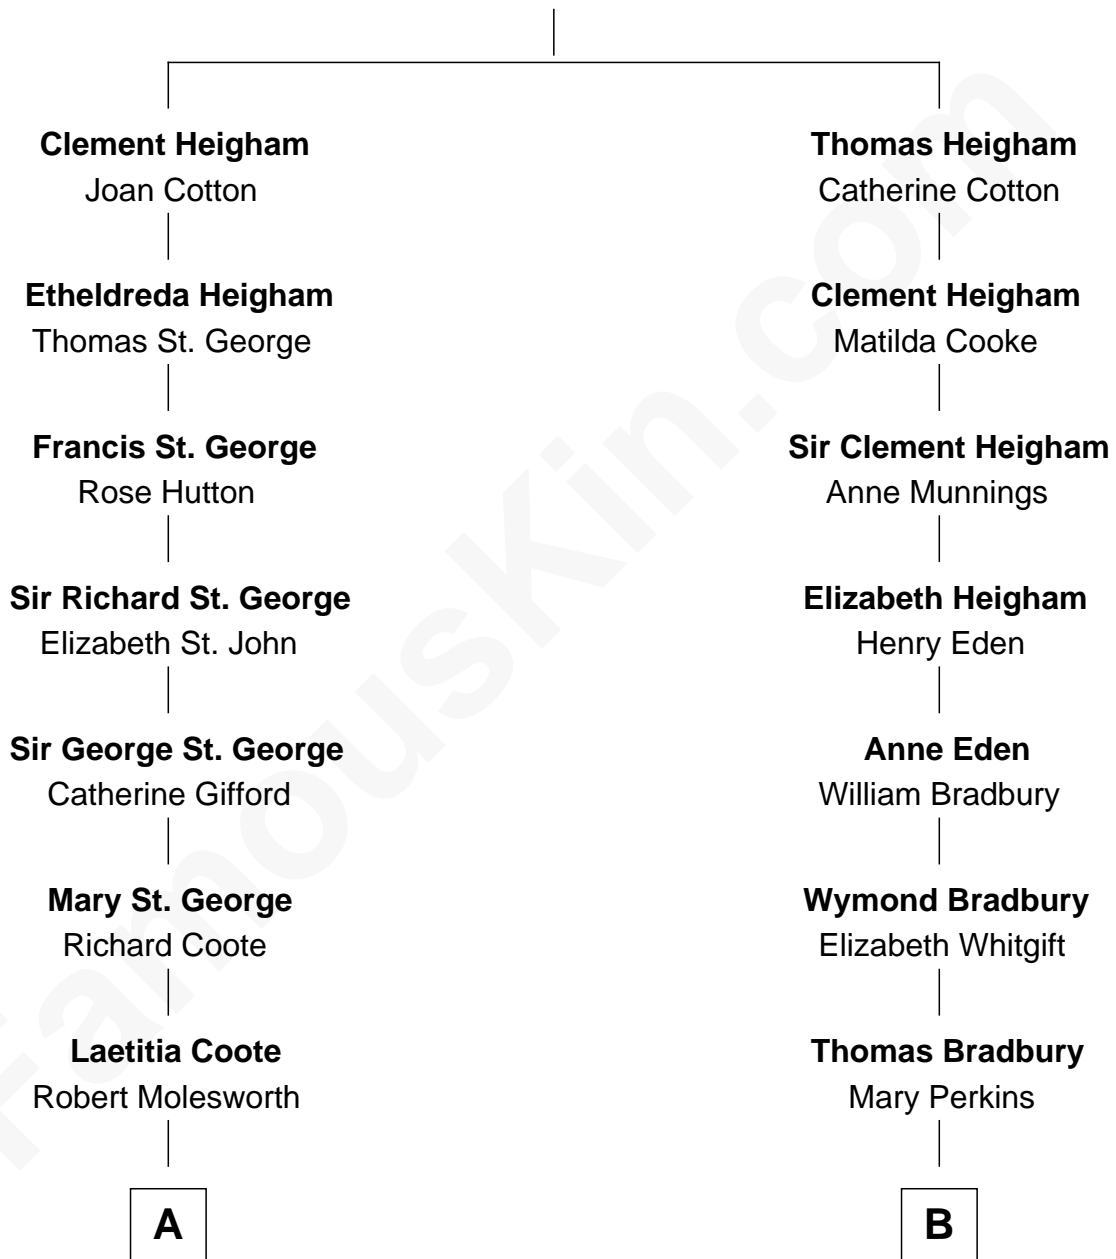 Clement Heigham
Joan Cotton
Etheldreda Heigham
Thomas St. George
Francis St. George
Rose Hutton
Sir Richard St. George
Elizabeth St. John
Sir George St. George
Catherine Gifford
Mary St. George
Richard Coote
Laetitia Coote
Robert Molesworth
A
Thomas Heigham
Catherine Cotton
Clement Heigham
Matilda Cooke
Sir Clement Heigham
Anne Munnings
Elizabeth Heigham
Henry Eden
Anne Eden
William Bradbury
Wymond Bradbury
Elizabeth Whitgift
Thomas Bradbury
Mary Perkins
B
FamousKin.com